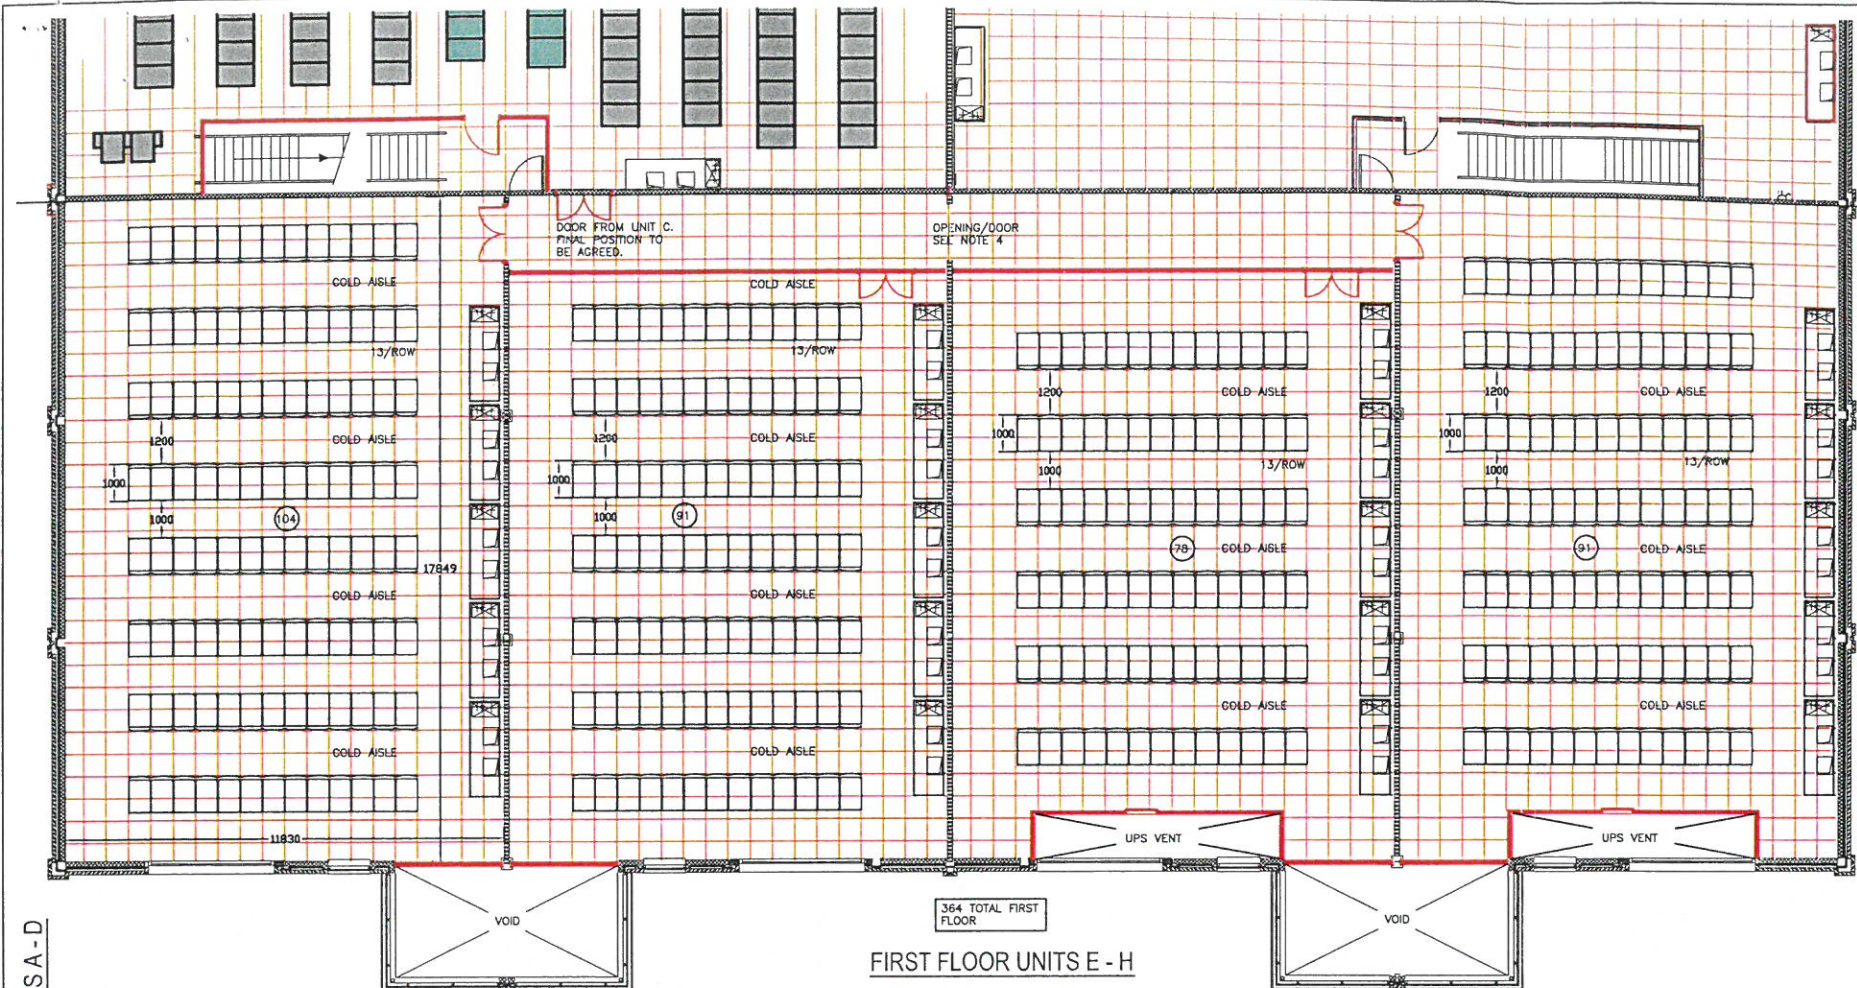 DOOR FROM UNIT C.
FINAL POSITION TO
BE AGREED.
OPENING/DOOR
SEE NOTE 4
COLD AISLE
COLD AISLE
13/ROW
13/ROW
1200
COLD AISLE
1200
COLD AISLE
1200
COLD AISLE
1200
COLD AISLE
1000
1000
1000
13/ROW
1000
13/ROW
1000
1000
1000
104
1000
91
78
COLD AISLE
91
COLD AISLE
17849
COLD AISLE
COLD AISLE
COLD AISLE
COLD AISLE
COLD AISLE
COLD AISLE
11830
UPS VENT
UPS VENT
VOID
VOID
364 TOTAL FIRST
FLOOR
FIRST FLOOR UNITS E - H
S A - D